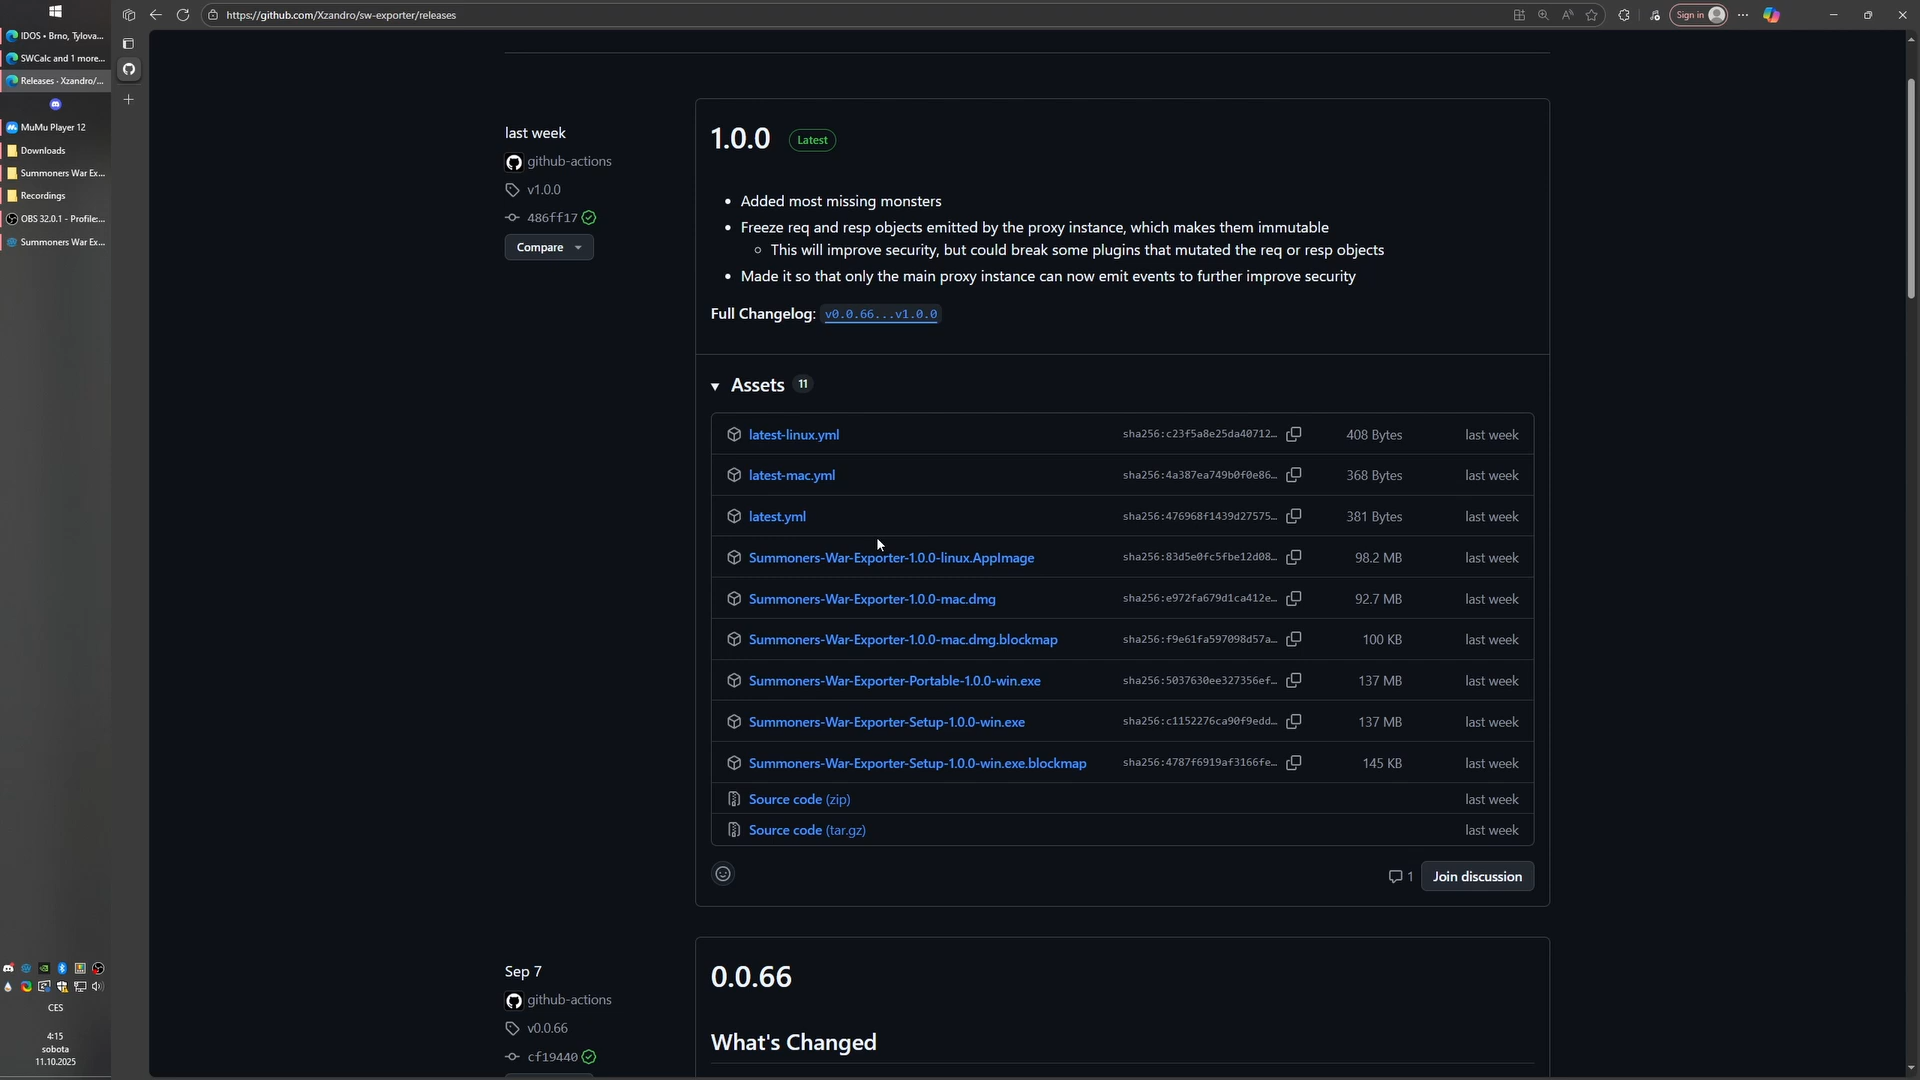 https://github.com/Xzandro/sw-exporter/releases
Sign in
IDOS • Brno, Tylova...
SWCalc and 1 more...
Releases · Xzandro/...
MuMu Player 12
Downloads
Summoners War Ex...
Recordings
OBS 32.0.1 - Profile:...
Summoners War Ex...
CES
4:15
sobota
11.10.2025
last week
github-actions
v1.0.0
486ff17
Compare
1.0.0 Latest
• Added most missing monsters
• Freeze req and resp objects emitted by the proxy instance, which makes them immutable
◦ This will improve security, but could break some plugins that mutated the req or resp objects
• Made it so that only the main proxy instance can now emit events to further improve security
Full Changelog: v0.0.66...v1.0.0
Assets 11
latest-linux.yml sha256:c23f5a8e25da40712... 408 Bytes last week
latest-mac.yml sha256:4a387ea749b0f0e86... 368 Bytes last week
latest.yml sha256:476968f1439d27575... 381 Bytes last week
Summoners-War-Exporter-1.0.0-linux.AppImage sha256:83d5e0fc5fbe12d08... 98.2 MB last week
Summoners-War-Exporter-1.0.0-mac.dmg sha256:e972fa679d1ca412e... 92.7 MB last week
Summoners-War-Exporter-1.0.0-mac.dmg.blockmap sha256:f9e61fa597098d57a... 100 KB last week
Summoners-War-Exporter-Portable-1.0.0-win.exe sha256:5037630ee327356ef... 137 MB last week
Summoners-War-Exporter-Setup-1.0.0-win.exe sha256:c1152276ca90f9edd... 137 MB last week
Summoners-War-Exporter-Setup-1.0.0-win.exe.blockmap sha256:4787f6919af3166fe... 145 KB last week
Source code (zip) last week
Source code (tar.gz) last week
1 Join discussion
Sep 7
github-actions
v0.0.66
cf19440
0.0.66
What's Changed